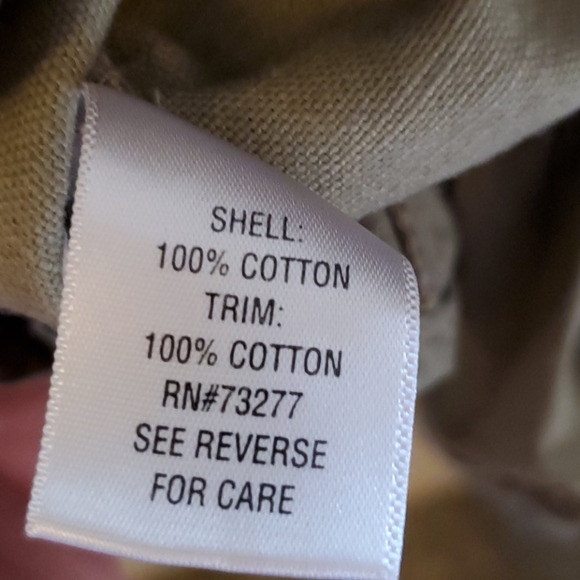 SHELL:
100% COTTON
TRIM:
100% COTTON
RN#73277
SEE REVERSE
FOR CARE